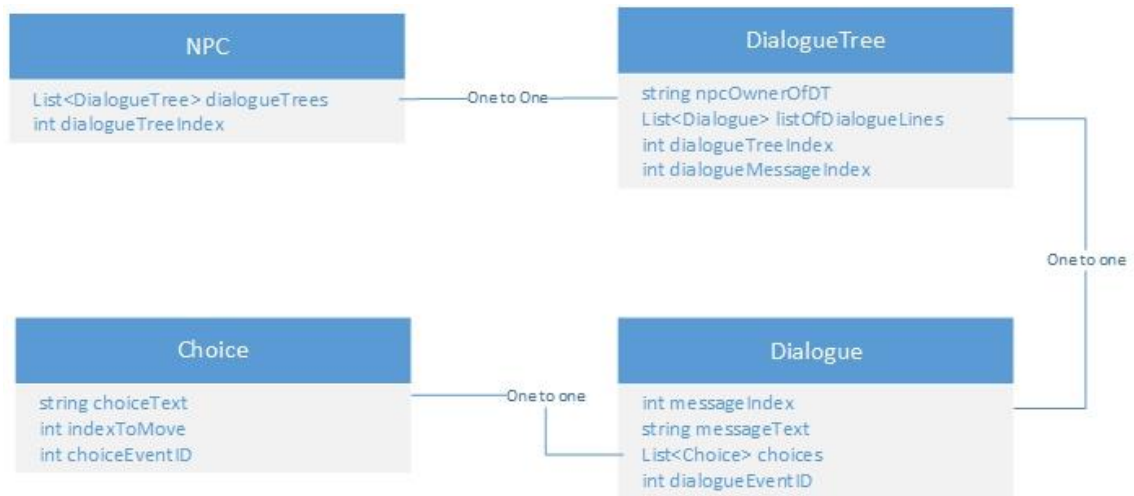 NPC
List<DialogueTree> dialogueTrees
int dialogueTreeIndex
One to One
DialogueTree
string npcOwnerOfDT
List<Dialogue> listOfDialogueLines
int dialogueTreeIndex
int dialogueMessageIndex
One to one
Choice
string choiceText
int indexToMove
int choiceEventID
One to one
Dialogue
int messageIndex
string messageText
List<Choice> choices
int dialogueEventID